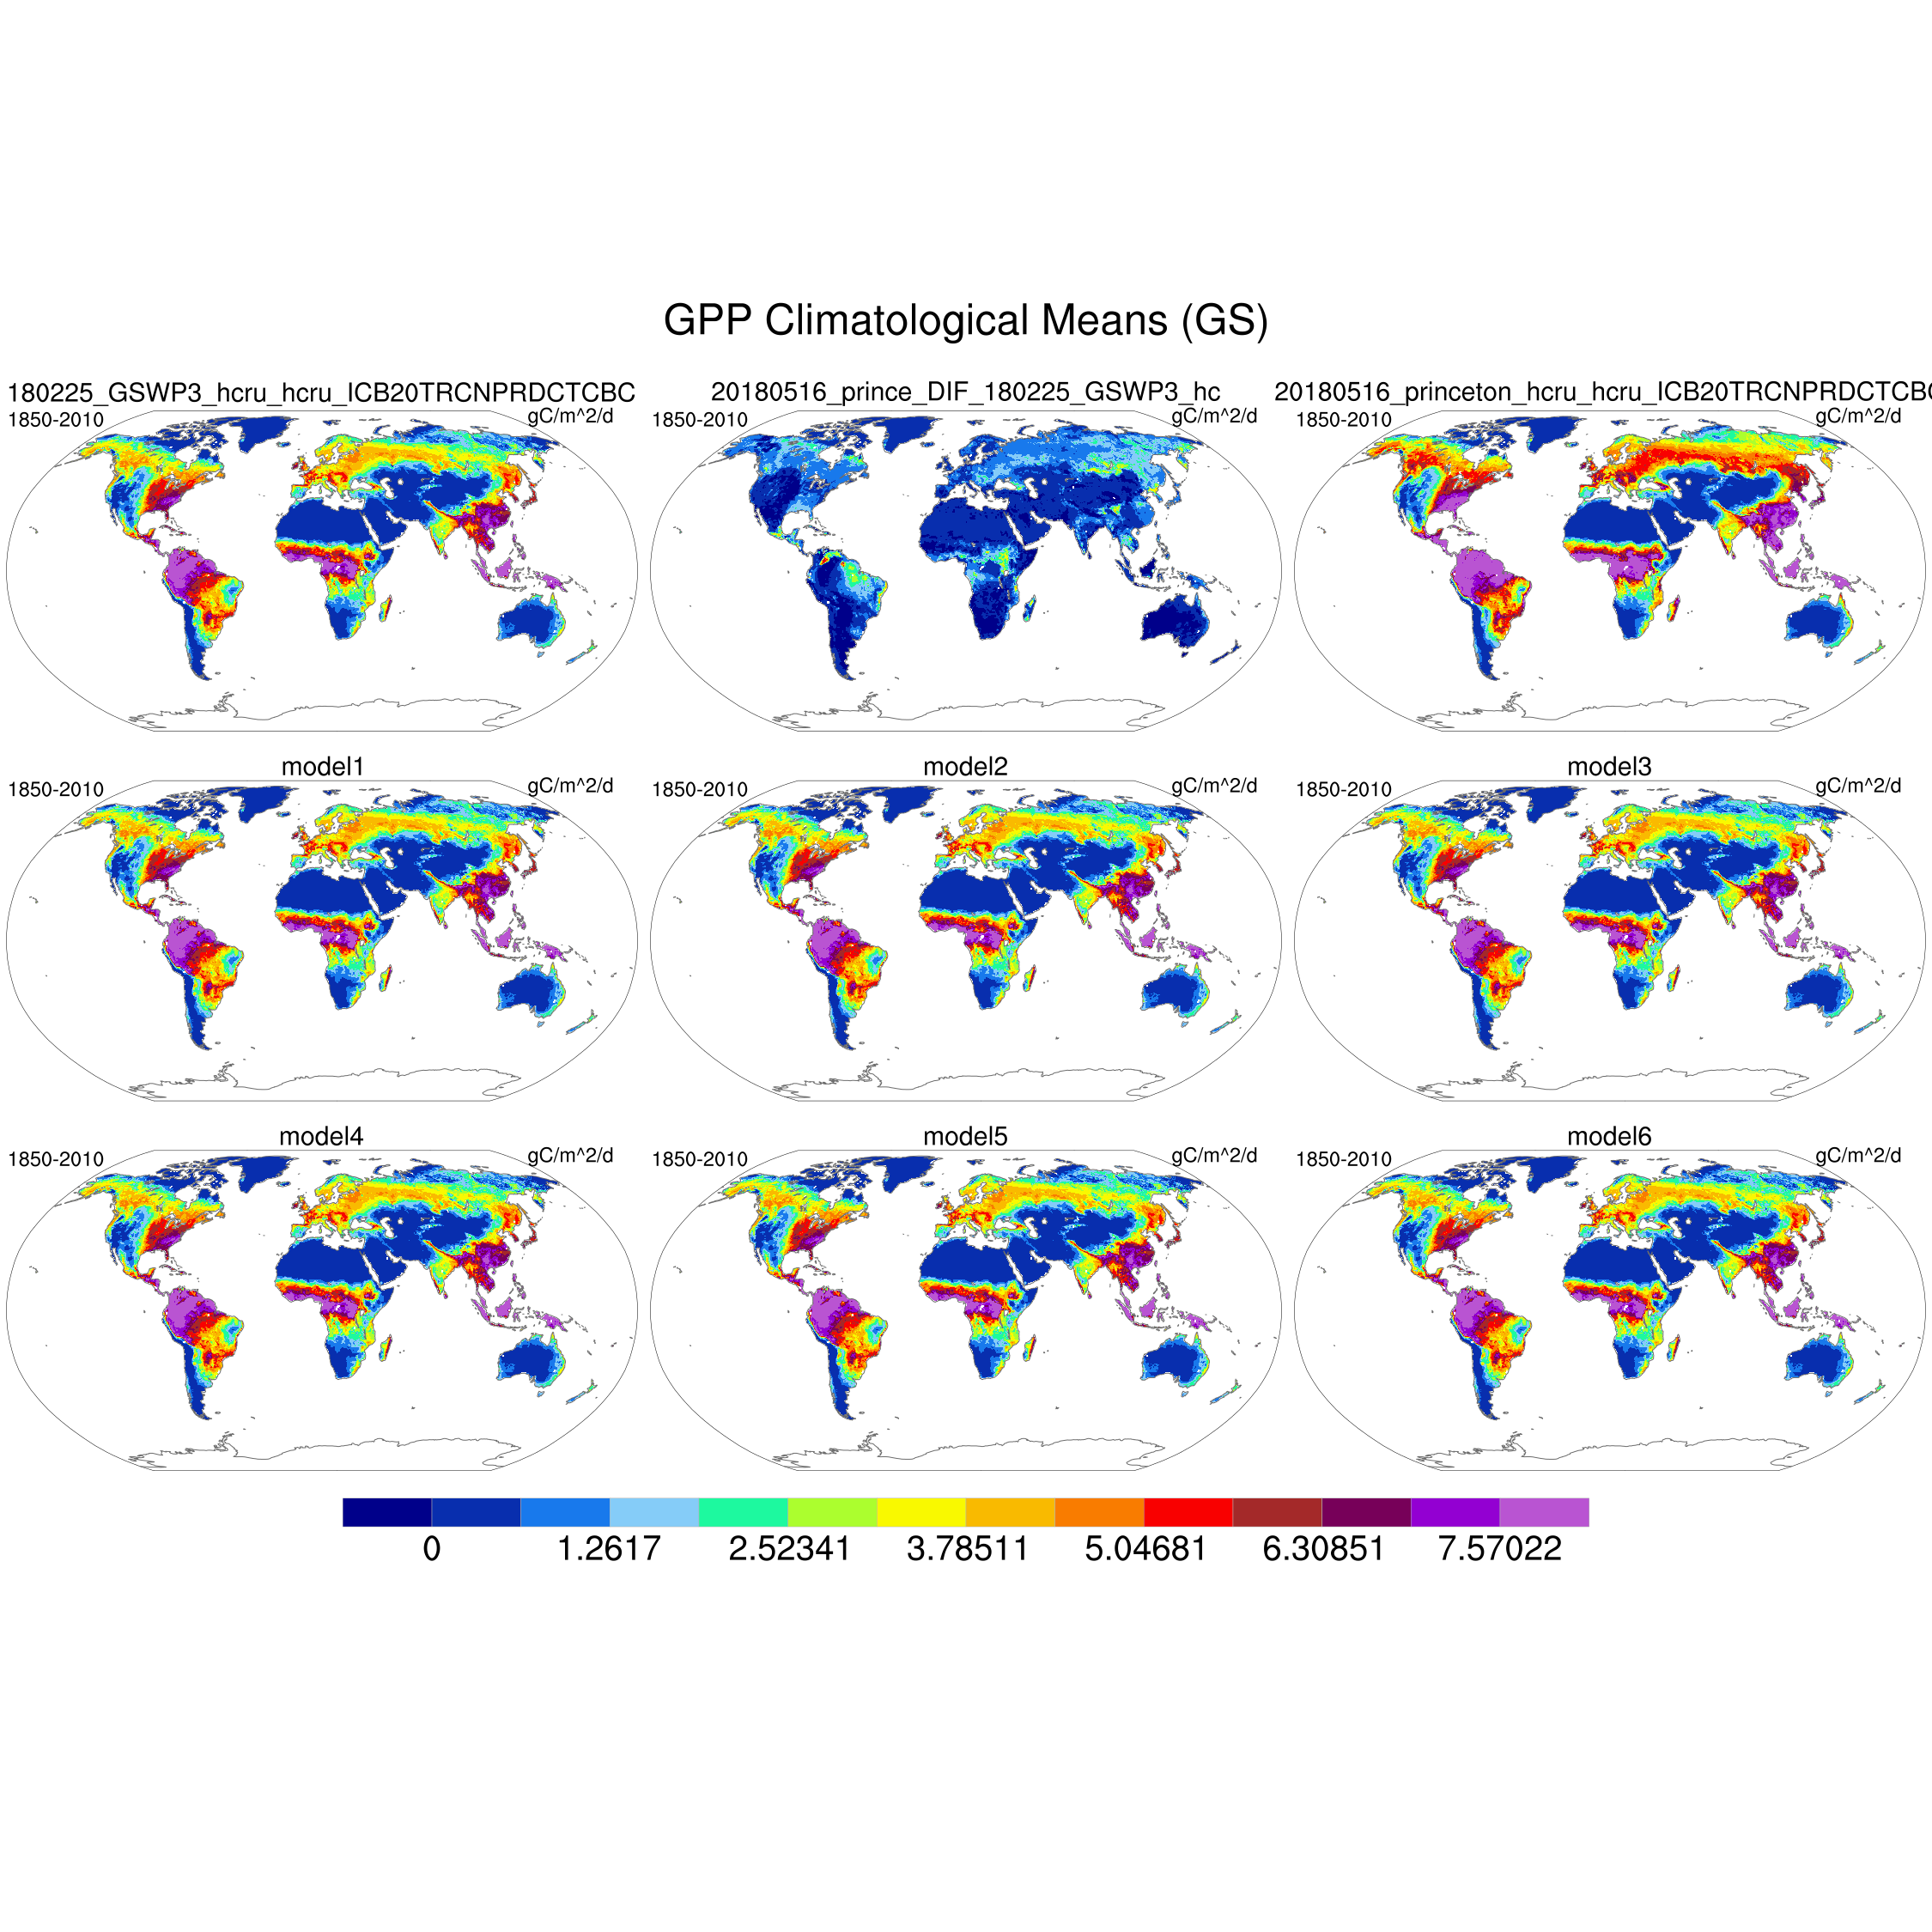 GPP Climatological Means (GS)
180225_GSWP3_hcru_hcru_ICB20TRCNPRDCTCBC
20180516_prince_DIF_180225_GSWP3_hc
20180516_princeton_hcru_hcru_ICB20TRCNPRDCTCBC
1850-2010
gC/m^2/d
1850-2010
gC/m^2/d
1850-2010
gC/m^2/d
model1
model2
model3
1850-2010
gC/m^2/d
1850-2010
gC/m^2/d
1850-2010
gC/m^2/d
model4
model5
model6
1850-2010
gC/m^2/d
1850-2010
gC/m^2/d
1850-2010
gC/m^2/d
0 1.2617 2.52341 3.78511 5.04681 6.30851 7.57022